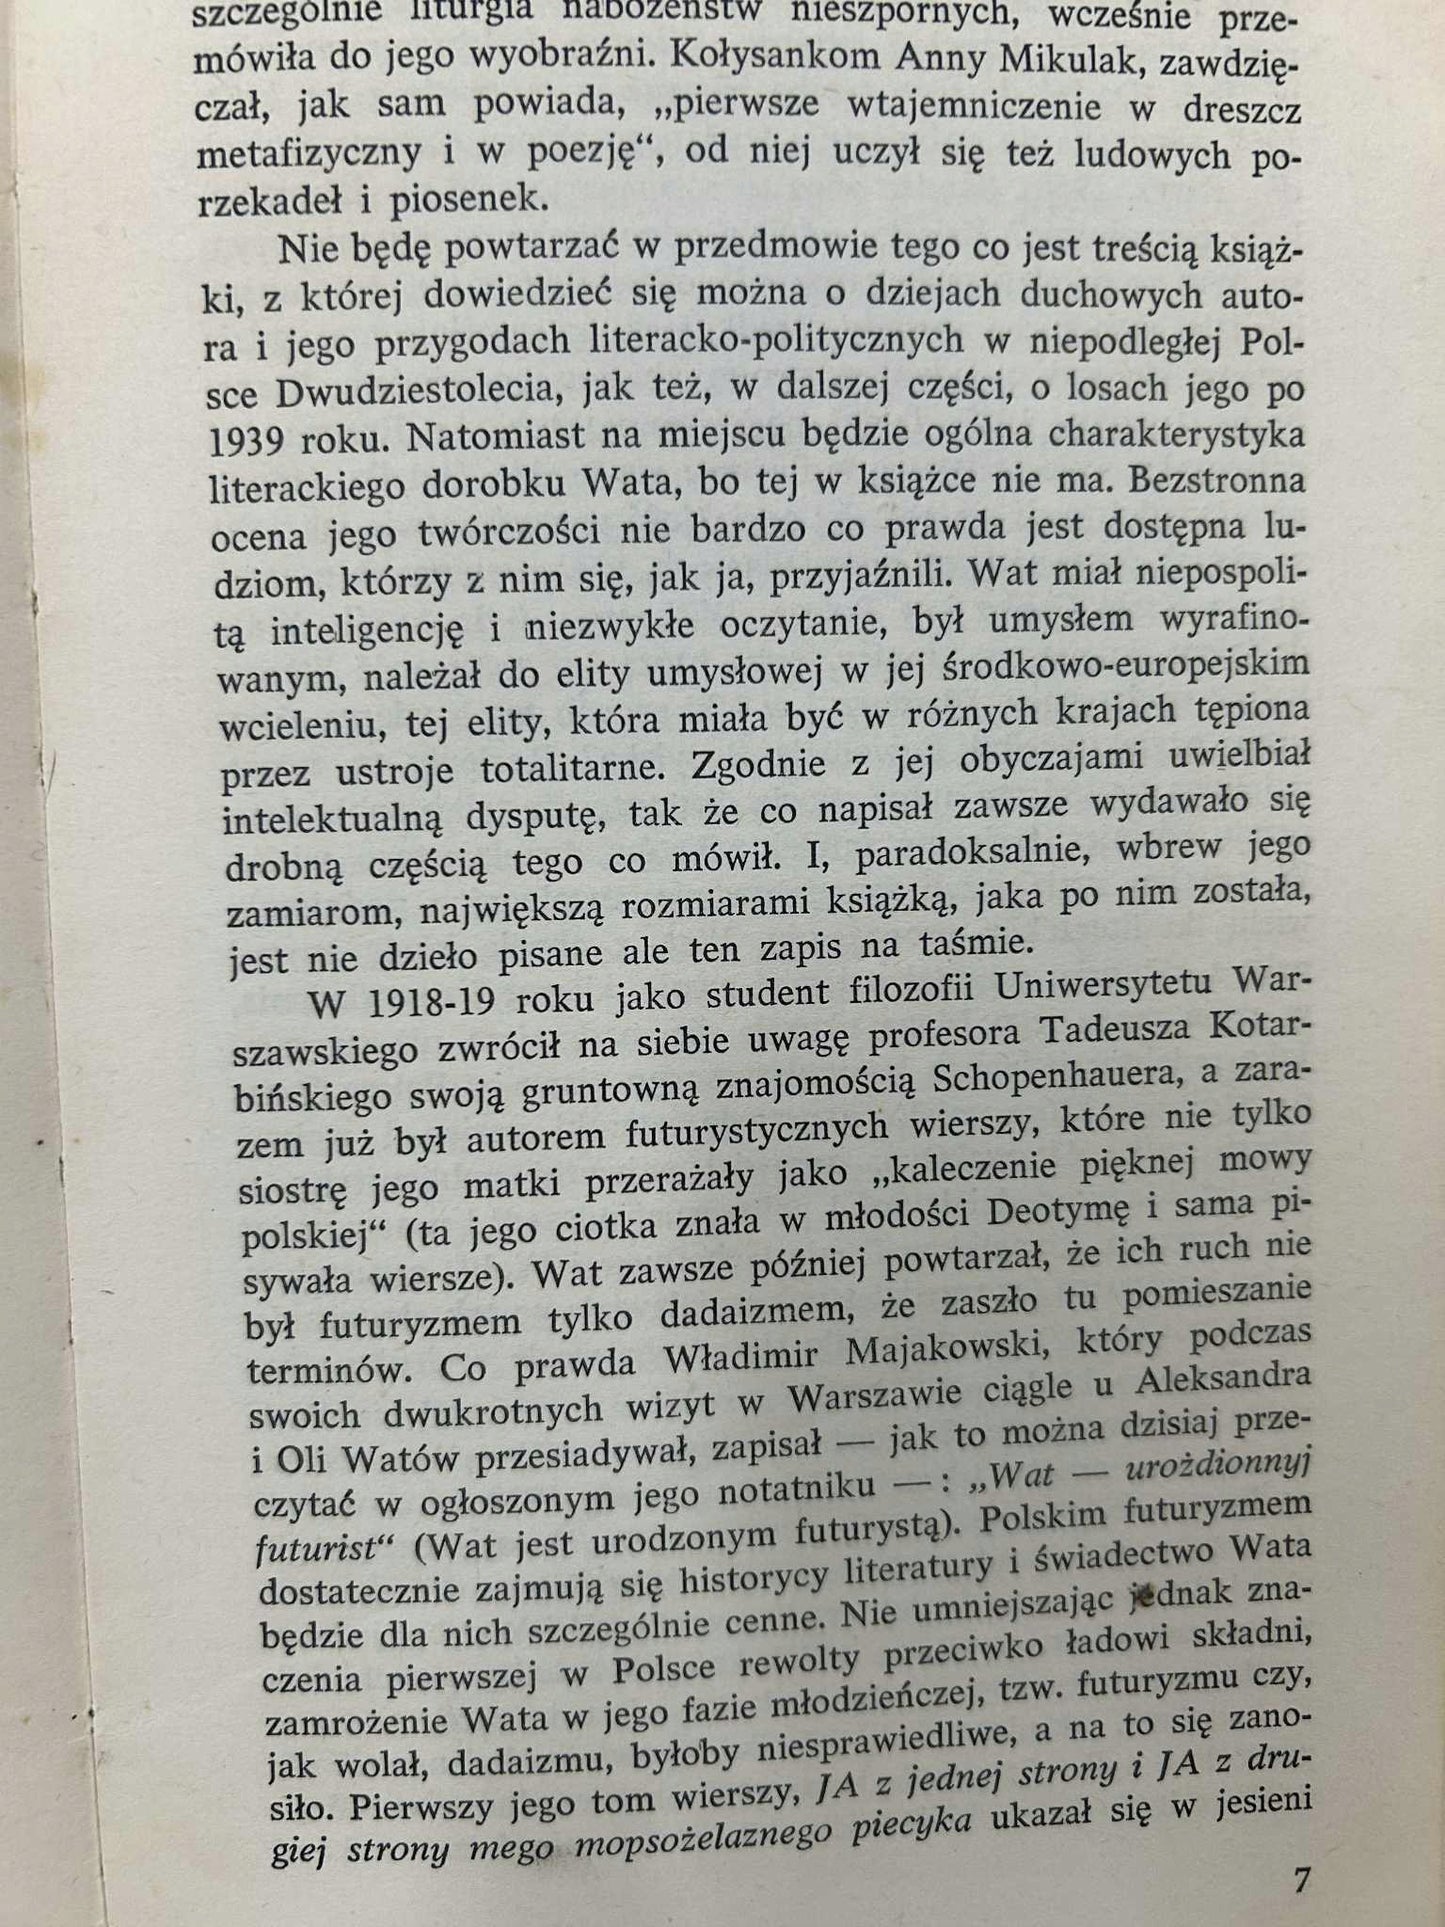 szczególnie liturgia nabożeństw nieszpornych, wcześnie prze-
mówiła do jego wyobraźni. Kołysankom Anny Mikulak, zawdzię-
czał, jak sam powiada, „pierwsze wtajemniczenie w dreszcz
metafizyczny i w poezję“, od niej uczył się też ludowych po-
rzekadeł i piosenek.
Nie będę powtarzać w przedmowie tego co jest treścią książ-
ki, z której dowiedzieć się można o dziejach duchowych auto-
ra i jego przygodach literacko-politycznych w niepodległej Pol-
sce Dwudziestolecia, jak też, w dalszej części, o losach jego po
1939 roku. Natomiast na miejscu będzie ogólna charakterystyka
literackiego dorobku Wata, bo tej w książce nie ma. Bezstronna
ocena jego twórczości nie bardzo co prawda jest dostępna lu-
dziom, którzy z nim się, jak ja, przyjaźnili. Wat miał niepospoli-
tą inteligencję i niezwykłe oczytanie, był umysłem wyrafino-
wanym, należał do elity umysłowej w jej środkowo-europejskim
wcieleniu, tej elity, która miała być w różnych krajach tępiona
przez ustroje totalitarne. Zgodnie z jej obyczajami uwielbiał
intelektualną dysputę, tak że co napisał zawsze wydawało się
drobną częścią tego co mówił. I, paradoksalnie, wbrew jego
zamiarom, największą rozmiarami książką, jaka po nim została,
jest nie dzieło pisane ale ten zapis na taśmie.
W 1918-19 roku jako student filozofii Uniwersytetu War-
szawskiego zwrócił na siebie uwagę profesora Tadeusza Kotar-
bińskiego swoją gruntowną znajomością Schopenhauera, a zara-
zem już był autorem futurystycznych wierszy, które nie tylko
siostrę jego matki przerażały jako „kaleczenie pięknej mowy
polskiej“ (ta jego ciotka znała w młodości Deotymę i sama pi-
sywała wiersze). Wat zawsze później powtarzał, że ich ruch nie
był futuryzmem tylko dadaizmem, że zaszło tu pomieszanie
terminów. Co prawda Władimir Majakowski, który podczas
swoich dwukrotnych wizyt w Warszawie ciągle u Aleksandra
i Oli Watów przesiadywał, zapisał — jak to można dzisiaj prze-
czytać w ogłoszonym jego notatniku —: „Wat — urożdionnyj
futurist“ (Wat jest urodzonym futurystą). Polskim futuryzmem
dostatecznie zajmują się historycy literatury i świadectwo Wata
będzie dla nich szczególnie cenne. Nie umniejszając jednak zna-
czenia pierwszej w Polsce rewolty przeciwko ładowi składni,
zamrożenie Wata w jego fazie młodzieńczej, tzw. futuryzmu czy,
jak wolał, dadaizmu, byłoby niesprawiedliwe, a na to się zano-
siło. Pierwszy jego tom wierszy, JA z jednej strony i JA z dru-
giej strony mego mopsożelaznego piecyka ukazał się w jesieni
7